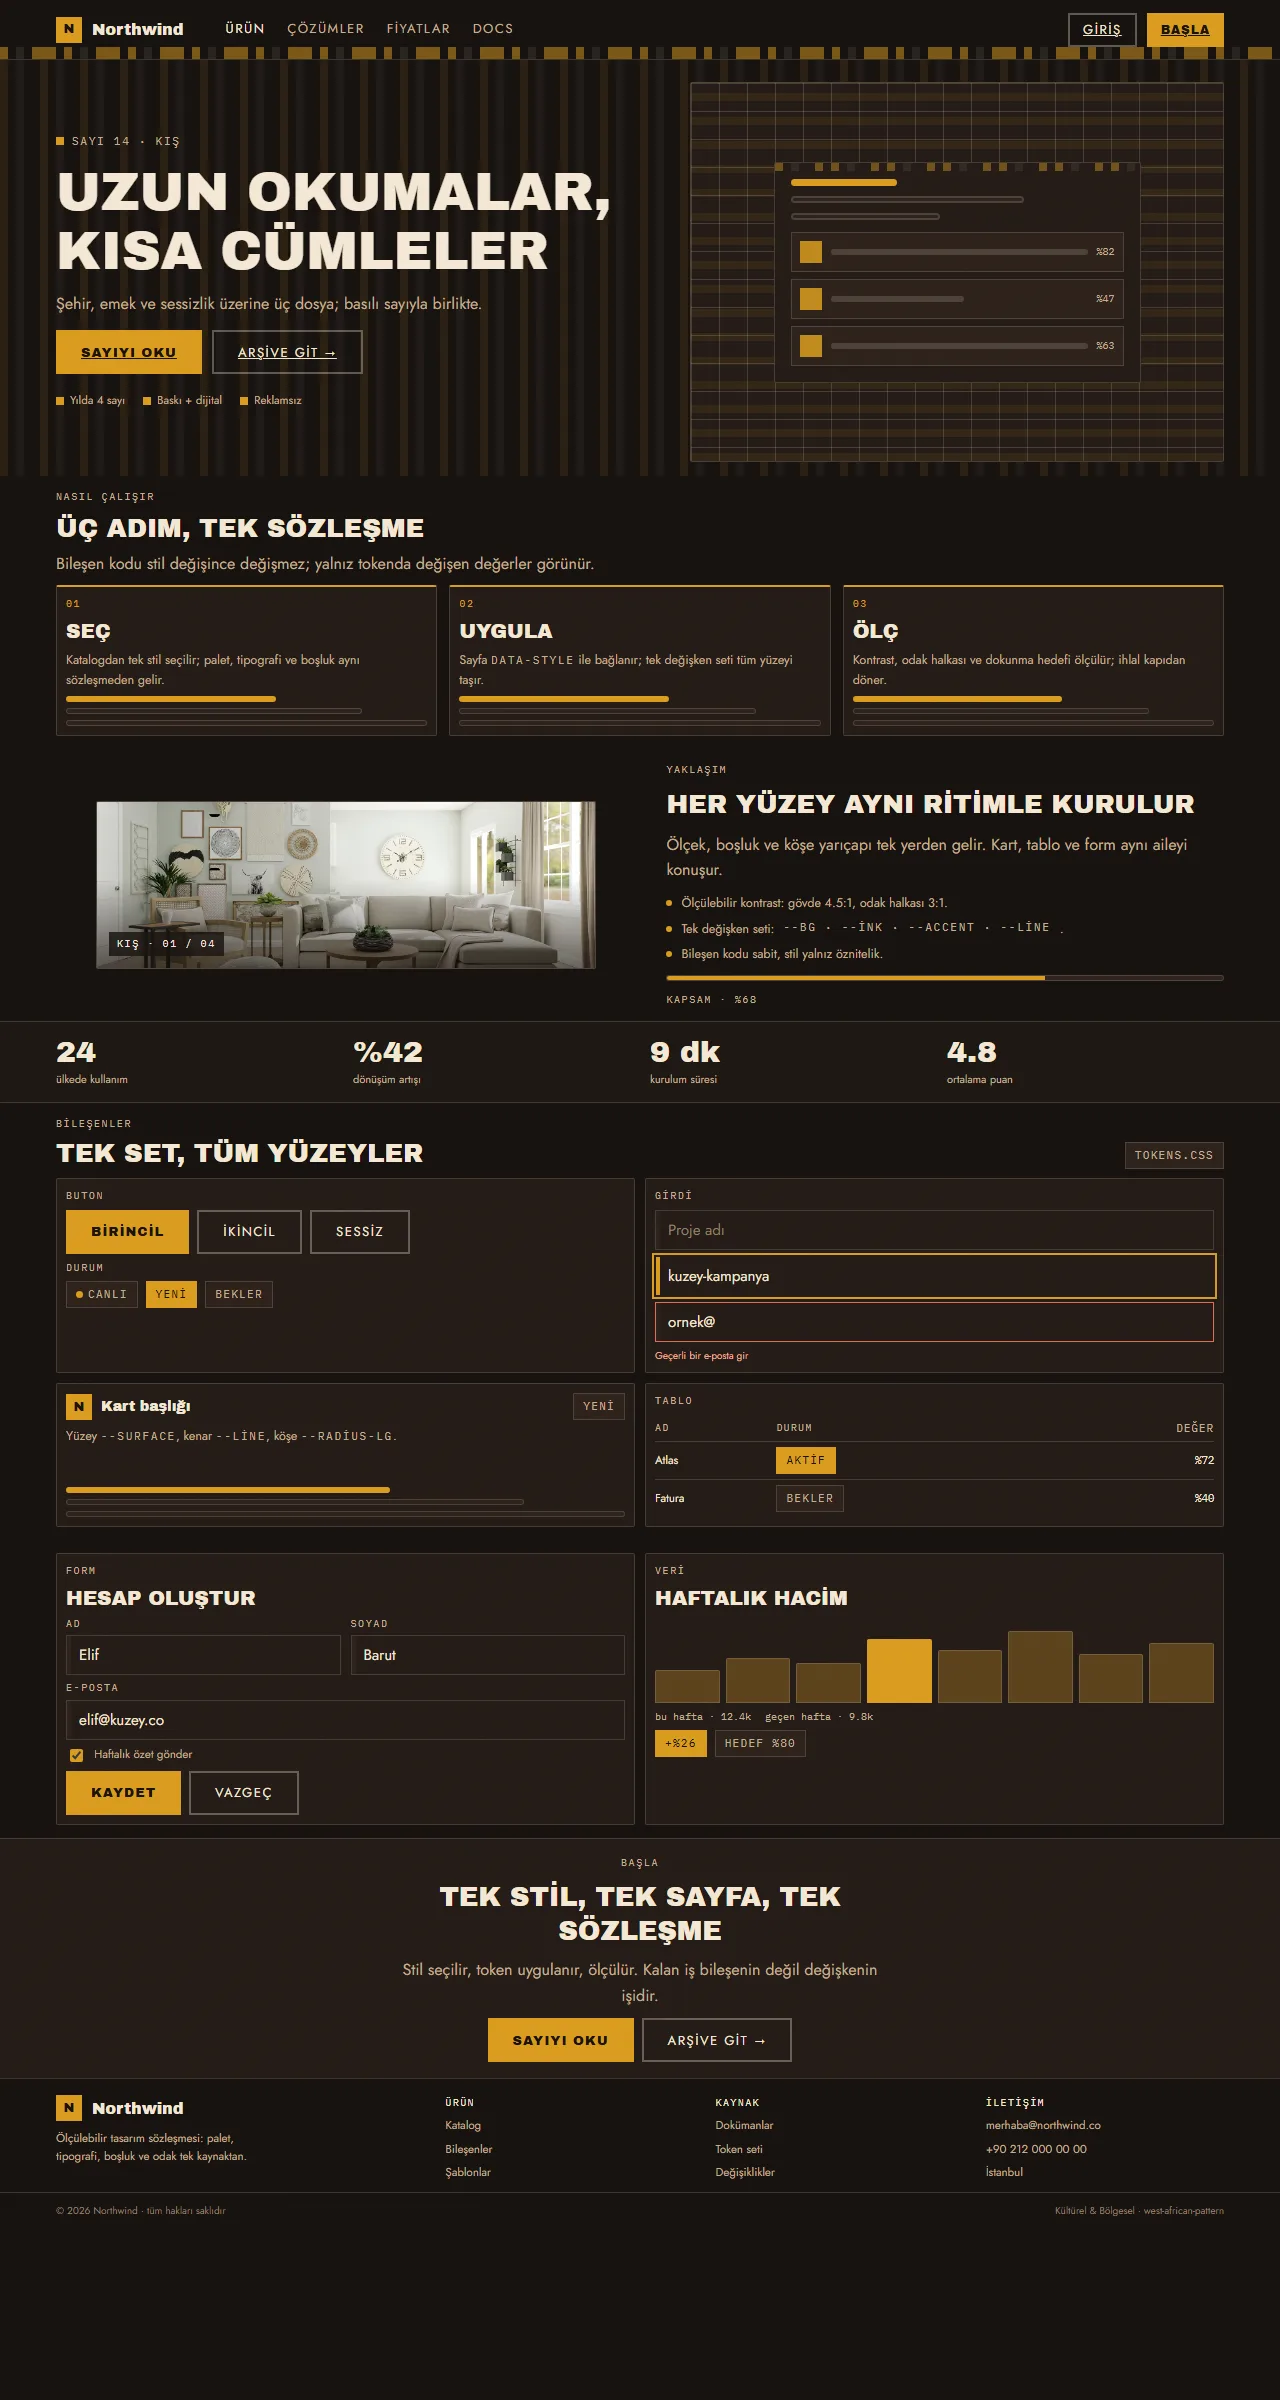 N Northwind ÜRÜN ÇÖZÜMLER FİYATLAR DOCS GİRİŞ BAŞLA
SAYI 14 · KIŞ
UZUN OKUMALAR,
KISA CÜMLELER
Şehir, emek ve sessizlik üzerine üç dosya; basılı sayıyla birlikte.
SAYIYI OKU ARŞİVE GİT →
Yılda 4 sayı Baskı + dijital Reklamsız
%82
%47
%63
NASIL ÇALIŞIR
ÜÇ ADIM, TEK SÖZLEŞME
Bileşen kodu stil değişince değişmez; yalnız tokenda değişen değerler görünür.
01
SEÇ
Katalogdan tek stil seçilir; palet, tipografi ve boşluk aynı
sözleşmeden gelir.
02
UYGULA
Sayfa DATA-STYLE ile bağlanır; tek değişken seti tüm yüzeyi
taşır.
03
ÖLÇ
Kontrast, odak halkası ve dokunma hedefi ölçülür; ihlal kapıdan
döner.
KIŞ · 01 / 04
YAKLAŞIM
HER YÜZEY AYNI RİTİMLE KURULUR
Ölçek, boşluk ve köşe yarıçapı tek yerden gelir. Kart, tablo ve form aynı aileyi
konuşur.
Ölçülebilir kontrast: gövde 4.5:1, odak halkası 3:1.
Tek değişken seti: --BG · --İNK · --ACCENT · --LİNE .
Bileşen kodu sabit, stil yalnız öznitelik.
KAPSAM · %68
24 %42 9 dk 4.8
ülkede kullanım dönüşüm artışı kurulum süresi ortalama puan
BİLEŞENLER
TEK SET, TÜM YÜZEYLER
TOKENS.CSS
BUTON
BİRİNCİL İKİNCİL SESSİZ
DURUM
CANLI YENİ BEKLER
GİRDİ
Proje adı
kuzey-kampanya
ornek@
Geçerli bir e-posta gir
N Kart başlığı YENİ
Yüzey --SURFACE, kenar --LİNE, köşe --RADİUS-LG.
TABLO
AD DURUM DEĞER
Atlas AKTİF %72
Fatura BEKLER %40
FORM
HESAP OLUŞTUR
AD SOYAD
Elif Barut
E-POSTA
elif@kuzey.co
Haftalık özet gönder
KAYDET VAZGEÇ
VERİ
HAFTALIK HACİM
bu hafta · 12.4k geçen hafta · 9.8k
+%26 HEDEF %80
BAŞLA
TEK STİL, TEK SAYFA, TEK
SÖZLEŞME
Stil seçilir, token uygulanır, ölçülür. Kalan iş bileşenin değil değişkenin
işidir.
SAYIYI OKU ARŞİVE GİT →
N Northwind
Ölçülebilir tasarım sözleşmesi: palet,
tipografi, boşluk ve odak tek kaynaktan.
ÜRÜN
Katalog
Bileşenler
Şablonlar
KAYNAK
Dokümanlar
Token seti
Değişiklikler
İLETİŞİM
merhaba@northwind.co
+90 212 000 00 00
İstanbul
© 2026 Northwind · tüm hakları saklıdır
Kültürel & Bölgesel · west-african-pattern